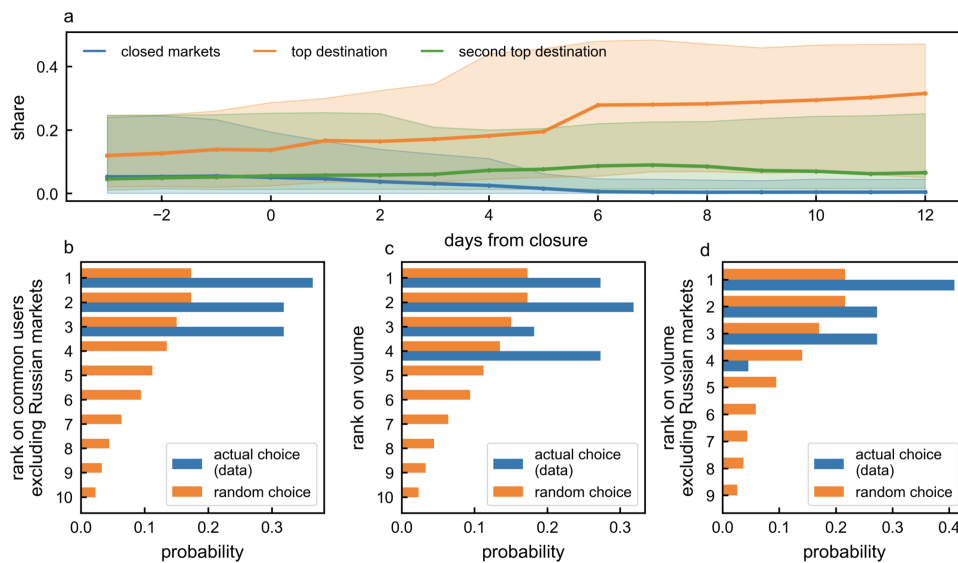 a
closed markets top destination second top destination
share
0.4
0.2
0.0
−2 0 2 4 6 8 10 12
days from closure
b
rank on common users
excluding Russian markets
1
2
3
4
5
6
7
8
9
10
actual choice
(data)
random choice
0.0 0.1 0.2 0.3
probability
c
rank on volume
1
2
3
4
5
6
7
8
9
10
actual choice
(data)
random choice
0.0 0.1 0.2 0.3
probability
d
rank on volume
excluding Russian markets
1
2
3
4
5
6
7
8
9
actual choice
(data)
random choice
0.0 0.1 0.2 0.3 0.4
probability